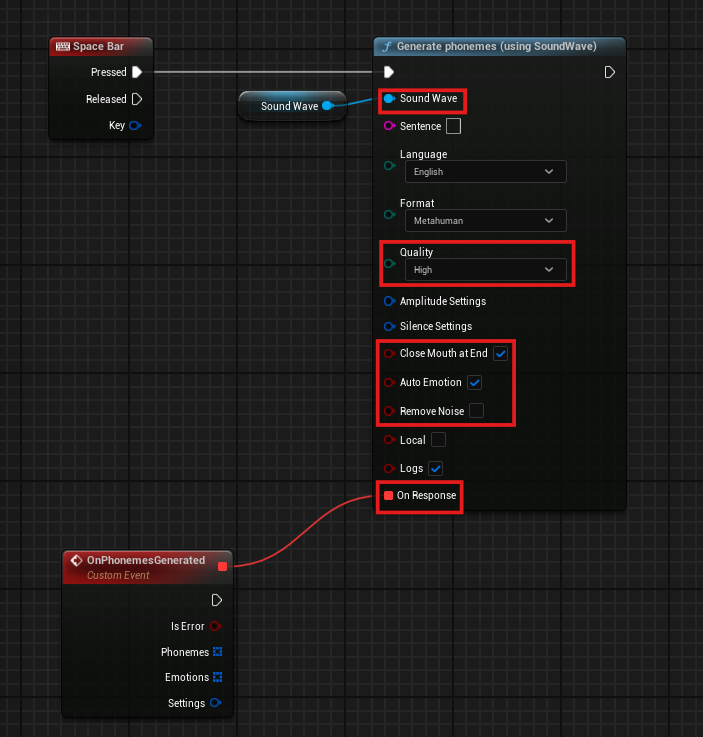 Space Bar
Pressed
Released
Key
Sound Wave
Generate phonemes (using SoundWave)
Sound Wave
Sentence
Language
English
Format
Metahuman
Quality
High
Amplitude Settings
Silence Settings
Close Mouth at End
Auto Emotion
Remove Noise
Local
Logs
On Response
OnPhonemesGenerated
Custom Event
Is Error
Phonemes
Emotions
Settings